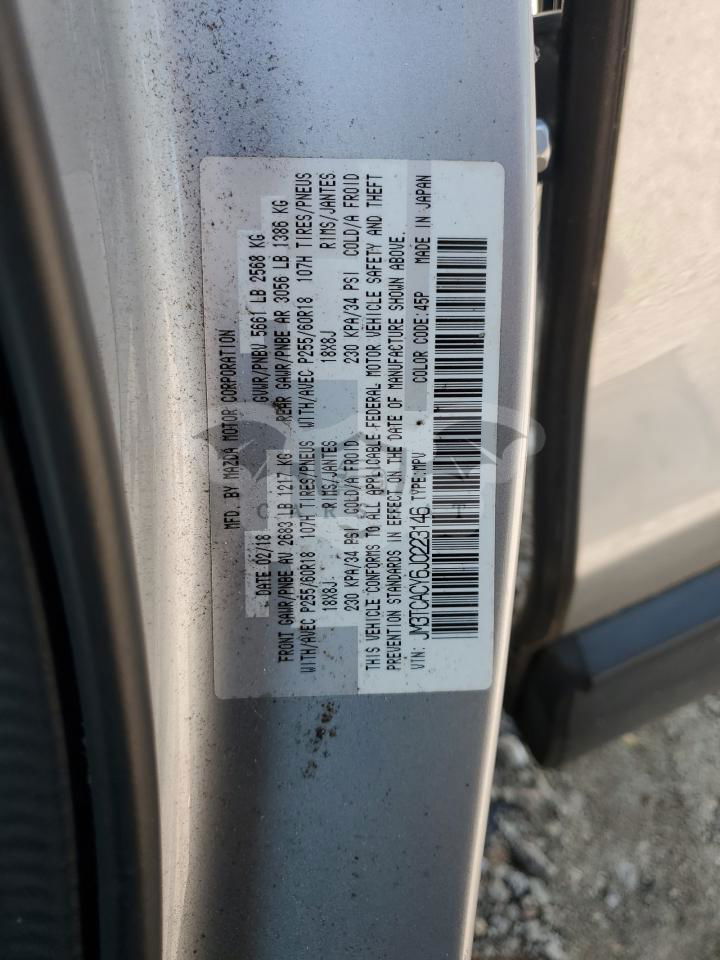 MFD. BY MAZDA MOTOR CORPORATION
DATE 02/18 GVWR/PNBV 5661 LB 2568 KG
FRONT GAWR/PNBE AV 2683 LB 1217 KG REAR GAWR/PNBE AR 3056 LB 1386 KG
WITH/AVEC P255/60R18 107H TIRES/PNEUS WITH/AVEC P255/60R18 107H TIRES/PNEUS
18X8J RIMS/JANTES 18X8J RIMS/JANTES
230 KPA/34 PSI COLD/A FROID 230 KPA/34 PSI COLD/A FROID
THIS VEHICLE CONFORMS TO ALL APPLICABLE FEDERAL MOTOR VEHICLE SAFETY AND THEFT
PREVENTION STANDARDS IN EFFECT ON THE DATE OF MANUFACTURE SHOWN ABOVE.
VIN: JM3TCACY6J0223146 TYPE:MPV COLOR CODE:45P MADE IN JAPAN